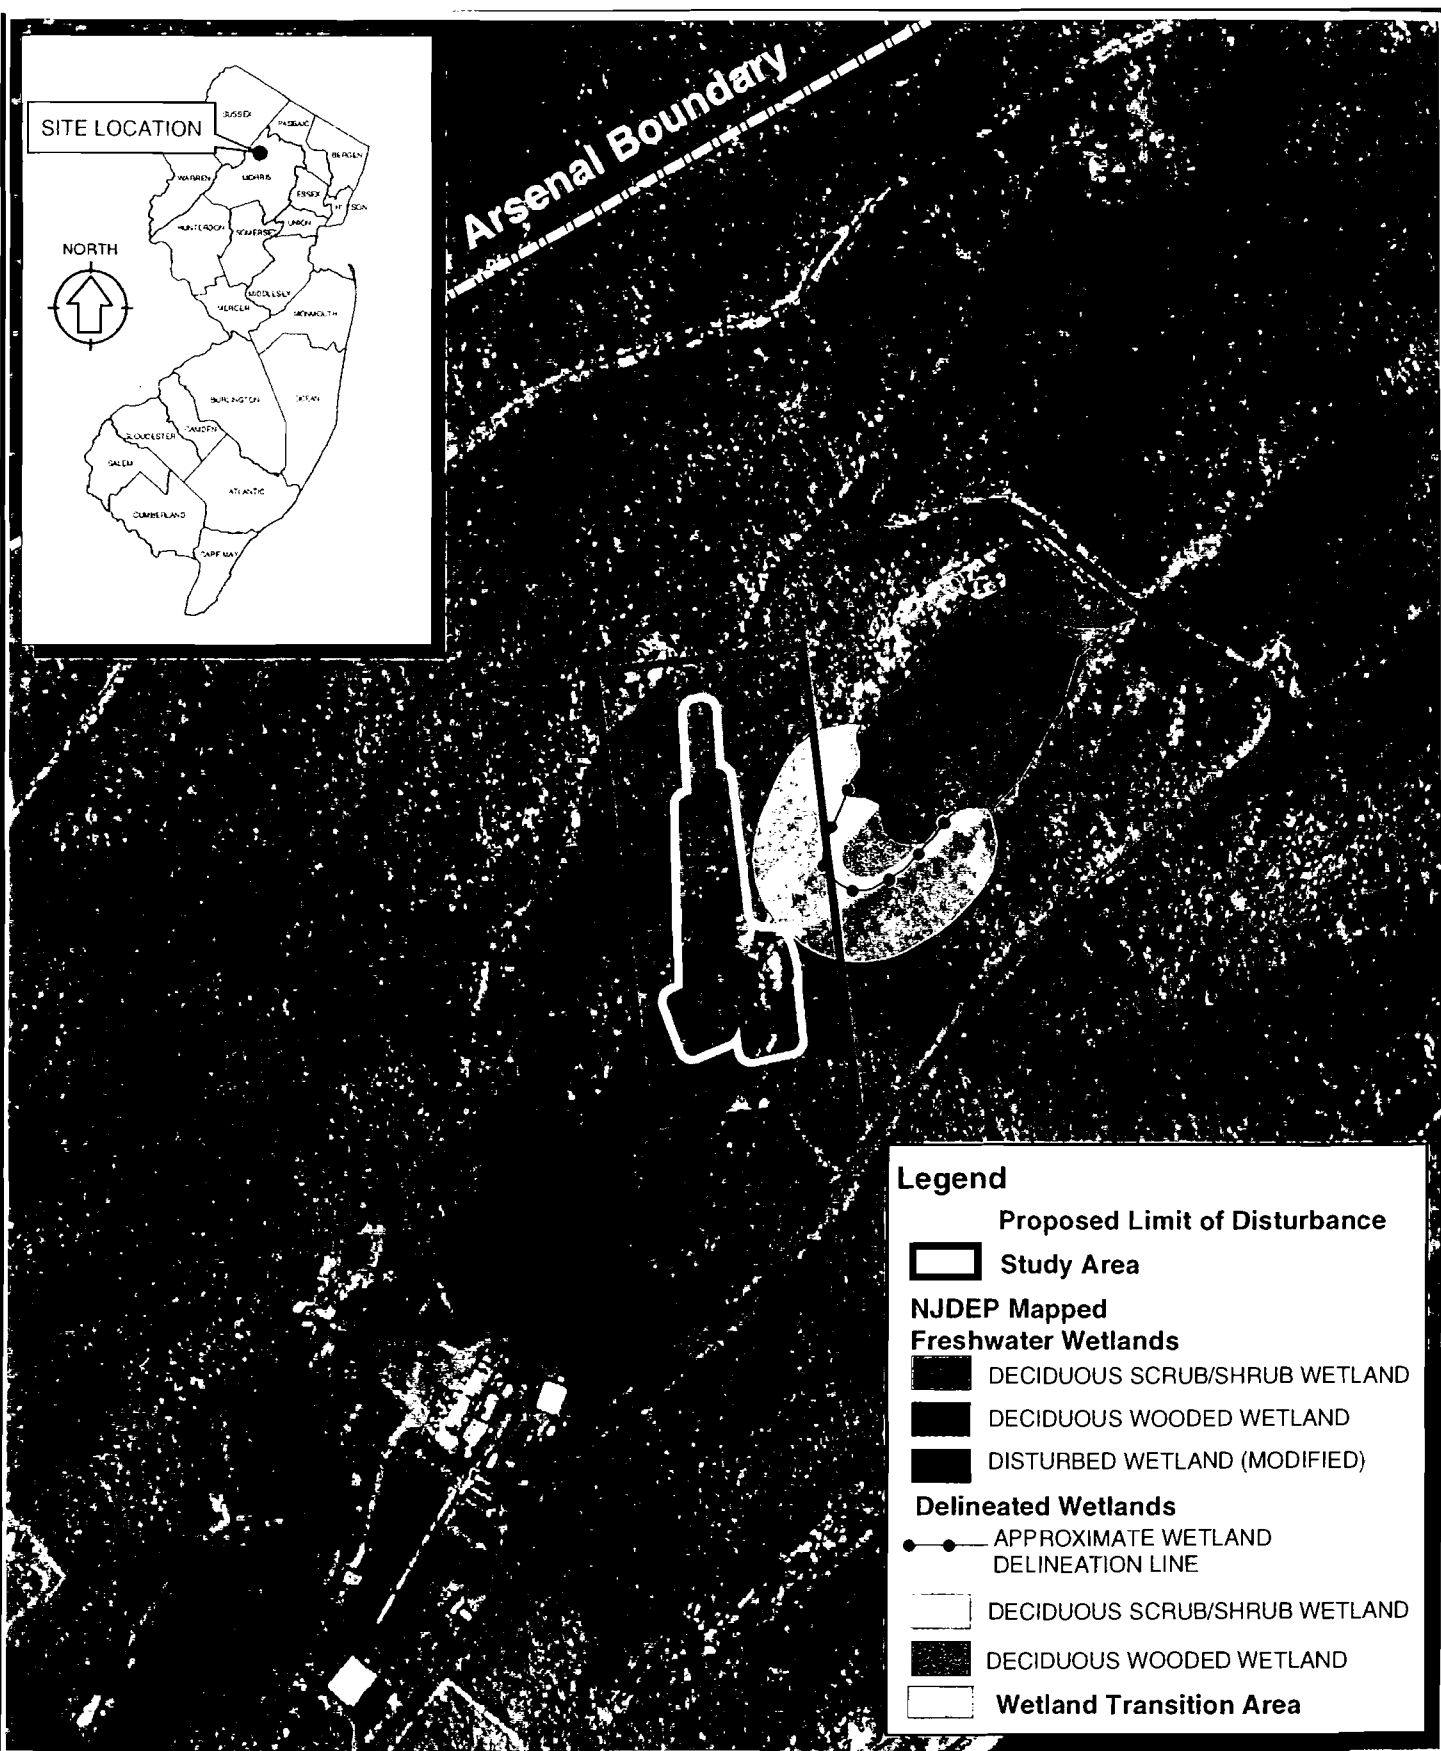 Arsenal Boundary
SITE LOCATION
NORTH
SUSSEX
PASSAIC
BERGEN
WARREN
MORRIS
ESSEX
HUNTERDON
SOMERSET
UNION
MIDDLESEX
MERCER
MONMOUTH
BURLINGTON
OCEAN
CAMDEN
GLOUCESTER
SALEM
ATLANTIC
CUMBERLAND
CAPE MAY
Legend
Proposed Limit of Disturbance
Study Area
NJDEP Mapped
Freshwater Wetlands
DECIDUOUS SCRUB/SHRUB WETLAND
DECIDUOUS WOODED WETLAND
DISTURBED WETLAND (MODIFIED)
Delineated Wetlands
APPROXIMATE WETLAND
DELINEATION LINE
DECIDUOUS SCRUB/SHRUB WETLAND
DECIDUOUS WOODED WETLAND
Wetland Transition Area